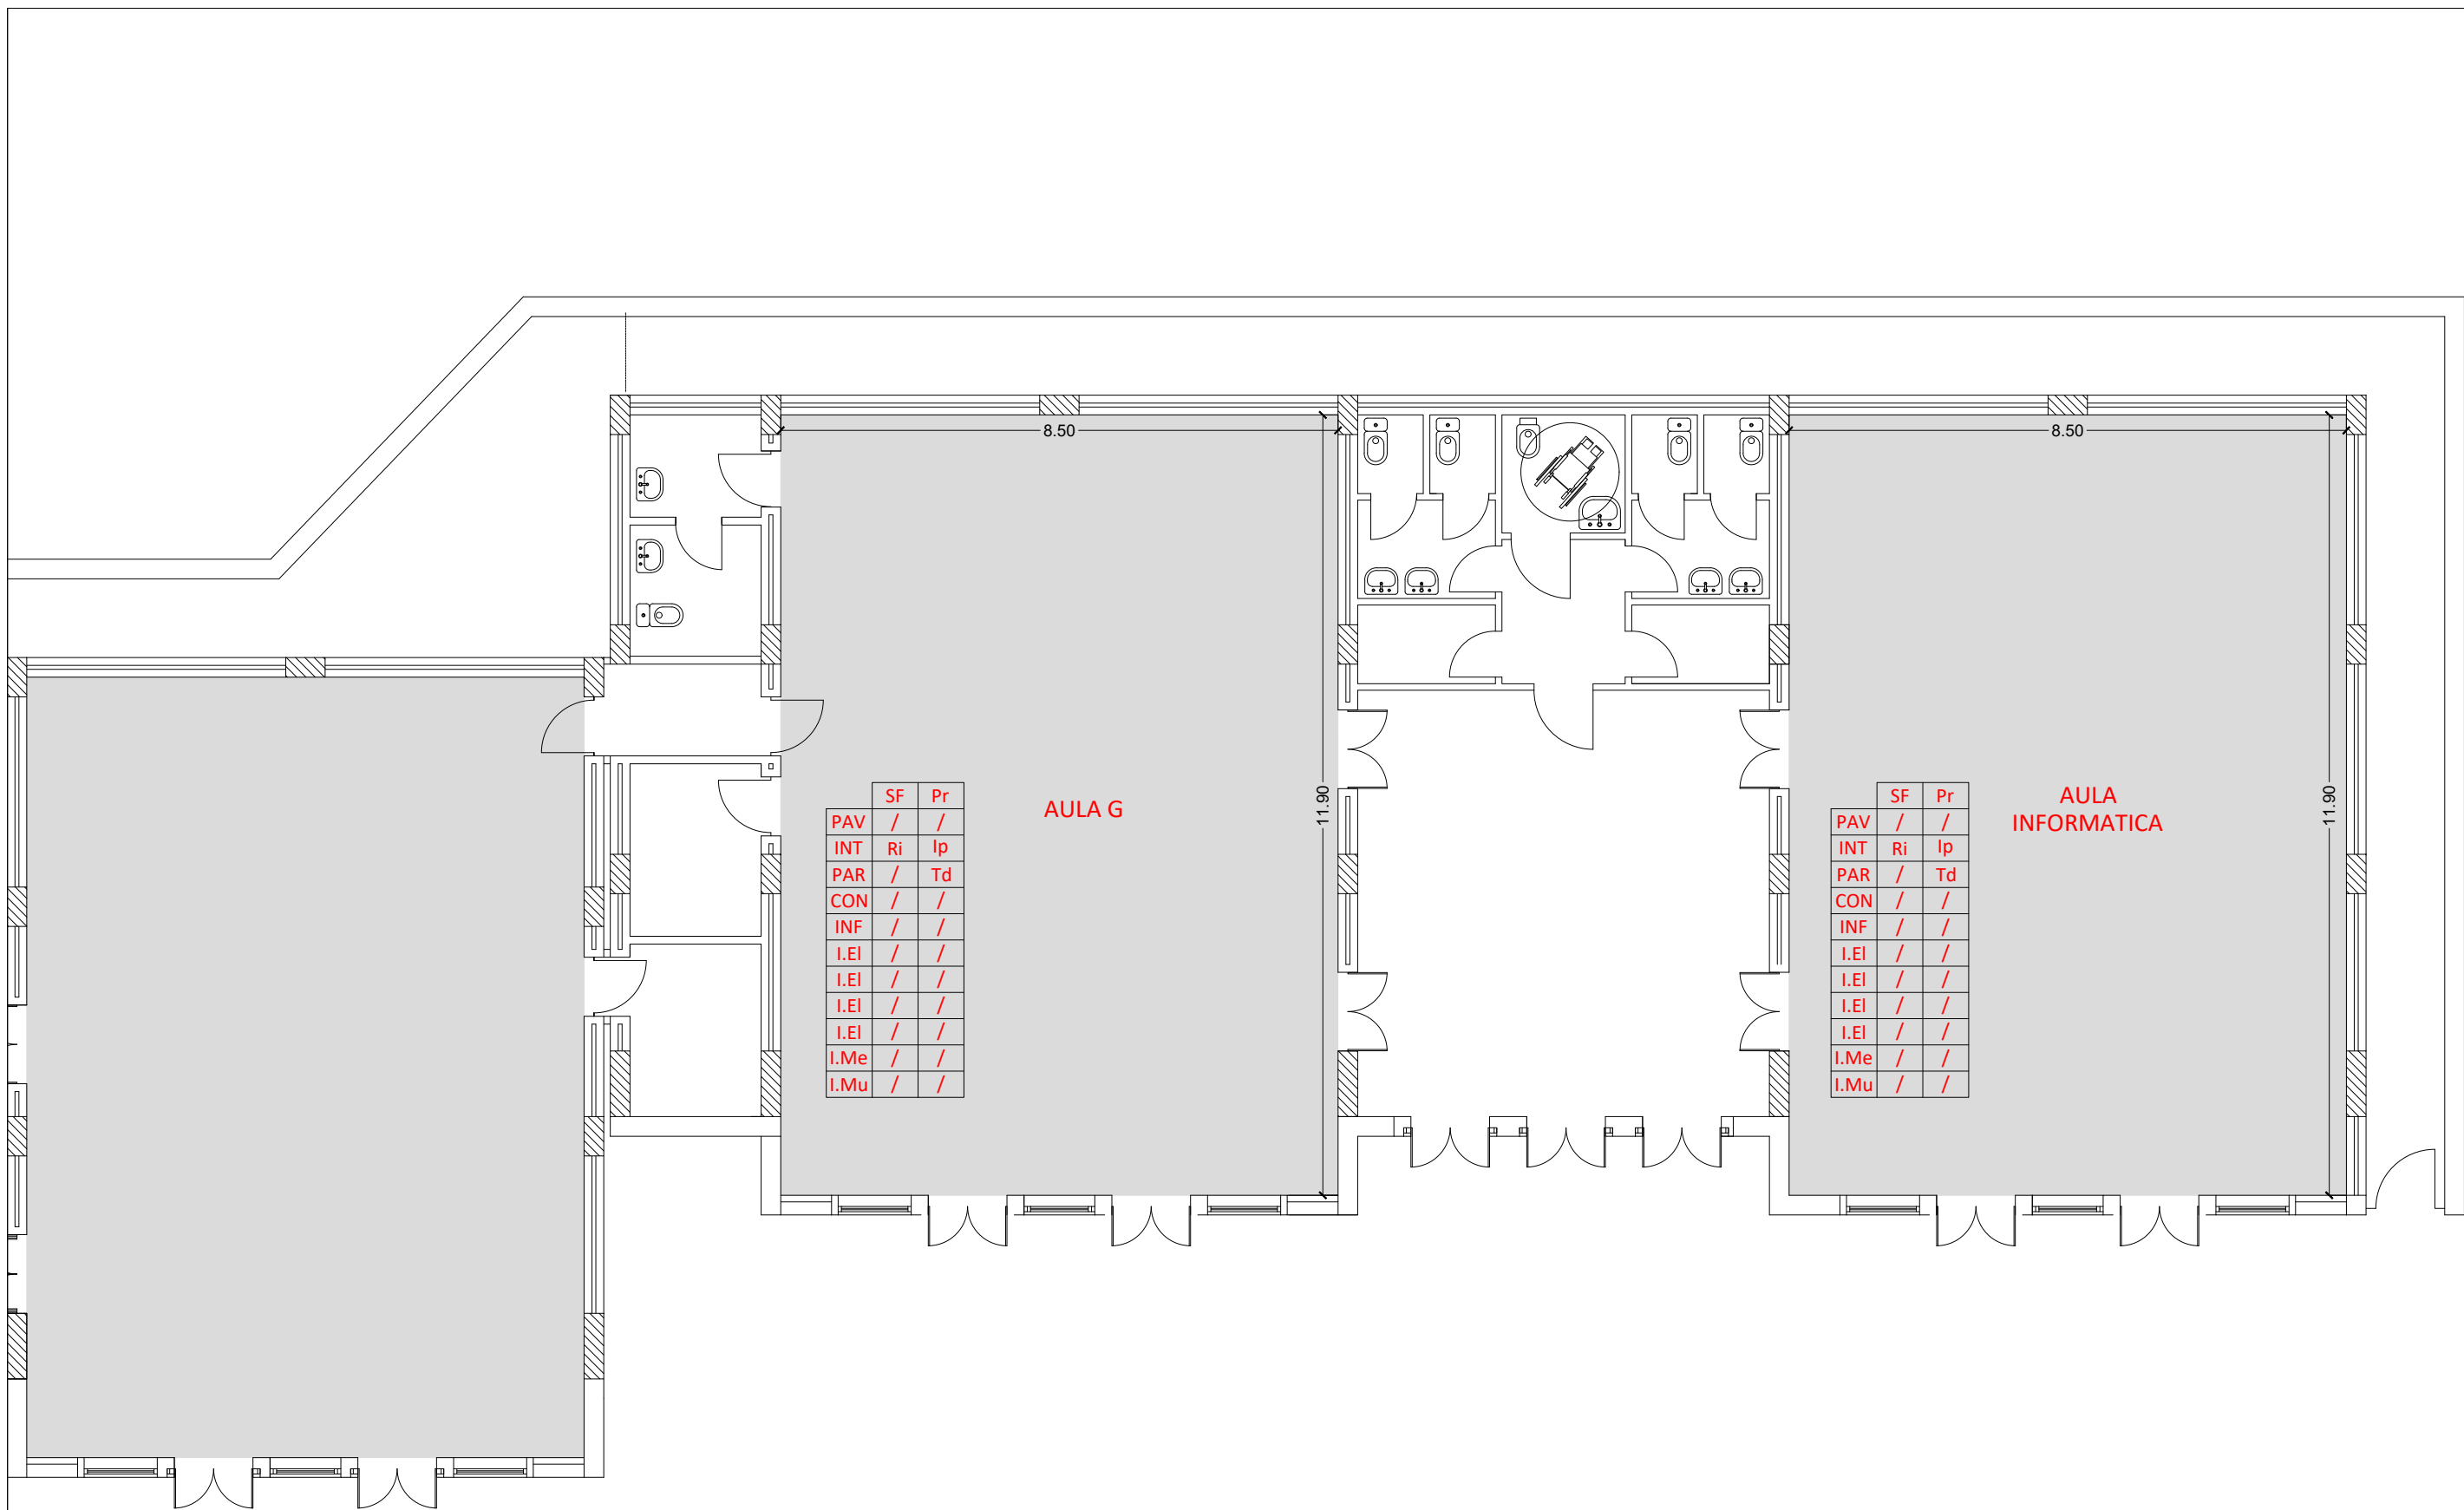 8.50
8.50
11.90
11.90
AULA G
SF Pr
PAV / /
INT Ri Ip
PAR / Td
CON / /
INF / /
I.El / /
I.El / /
I.El / /
I.El / /
I.Me / /
I.Mu / /
AULA
INFORMATICA
SF Pr
PAV / /
INT Ri Ip
PAR / Td
CON / /
INF / /
I.El / /
I.El / /
I.El / /
I.El / /
I.Me / /
I.Mu / /